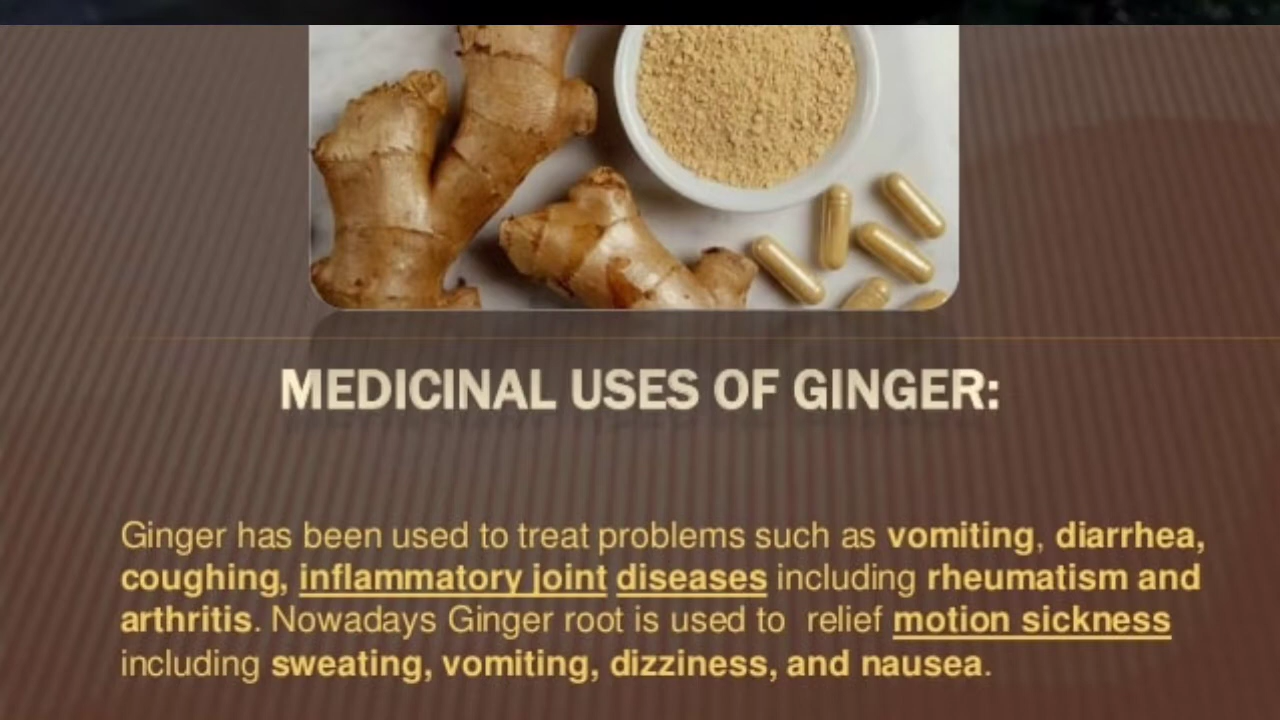 MEDICINAL USES OF GINGER:
Ginger has been used to treat problems such as vomiting, diarrhea,
coughing, inflammatory joint diseases including rheumatism and
arthritis. Nowadays Ginger root is used to  relief motion sickness
including sweating, vomiting, dizziness, and nausea.